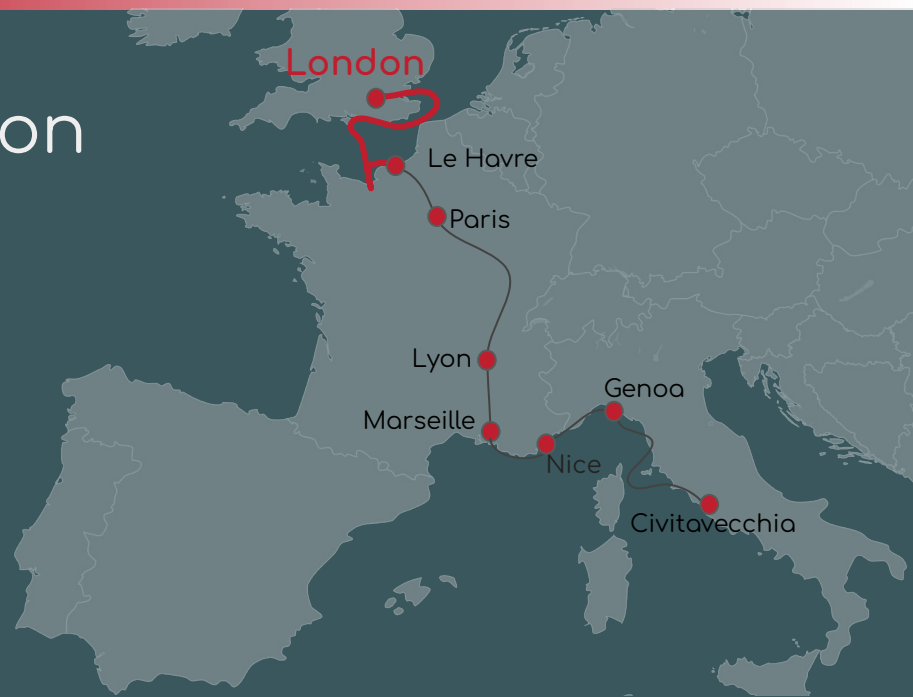 London
on
Le Havre
Paris
Lyon
Genoa
Marseille
Nice
Civitavecchia